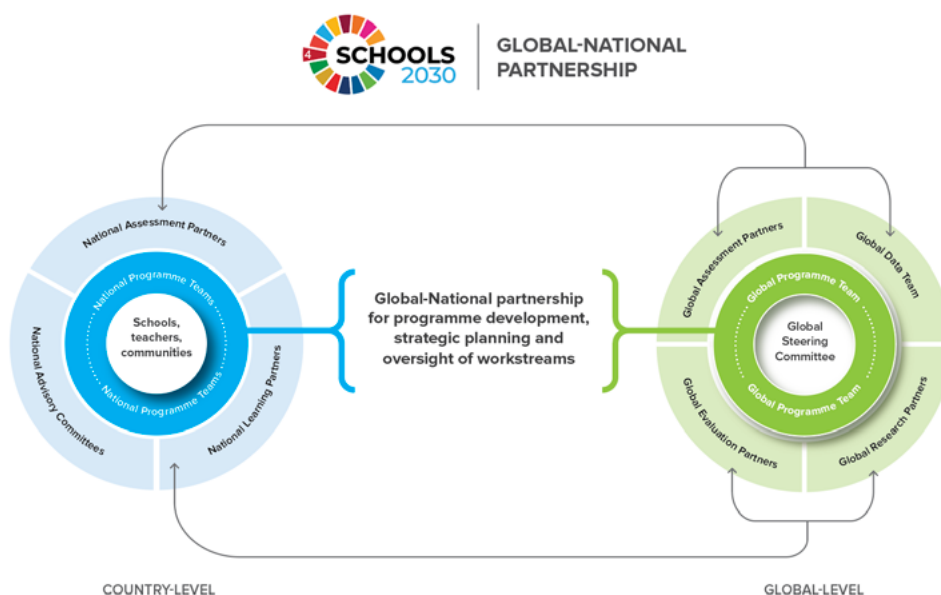 4
SCHOOLS
2030
GLOBAL-NATIONAL
PARTNERSHIP
National Assessment Partners
National Programme Teams
Schools,
teachers,
communities
National Programme Teams
National Advisory Committees
National Learning Partners
Global-National partnership
for programme development,
strategic planning and
oversight of workstreams
Global Assessment Partners
Global Data Team
Global Programme Team
Global
Steering
Committee
Global Programme Team
Global Evaluation Partners
Global Research Partners
COUNTRY-LEVEL
GLOBAL-LEVEL